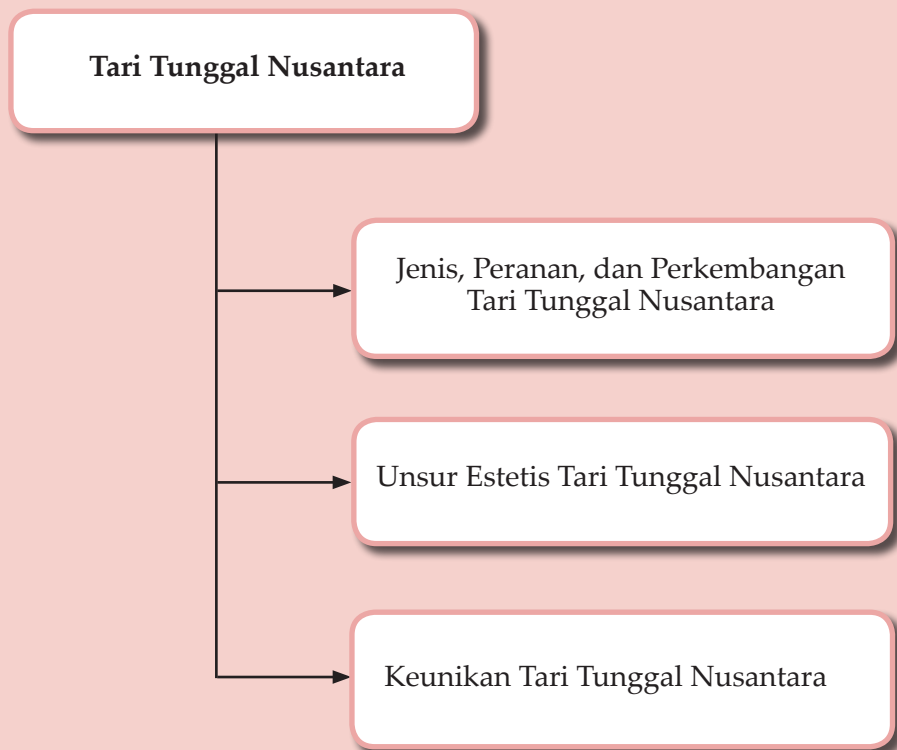 Tari Tunggal Nusantara
Jenis, Peranan, dan Perkembangan
Tari Tunggal Nusantara
Unsur Estetis Tari Tunggal Nusantara
Keunikan Tari Tunggal Nusantara